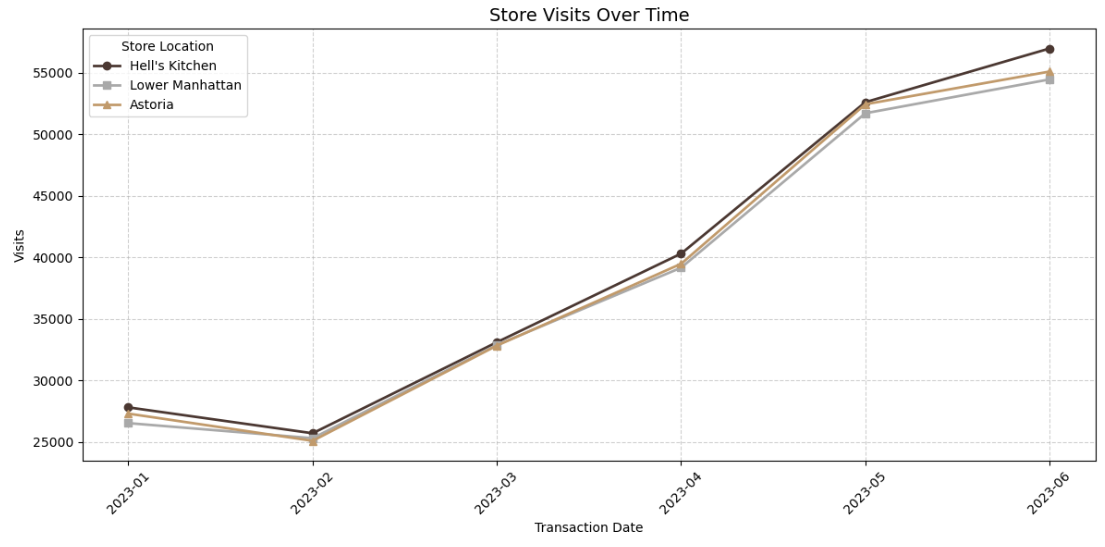 Store Visits Over Time
Store Location
Hell's Kitchen
Lower Manhattan
Astoria
Visits
55000
50000
45000
40000
35000
30000
25000
2023-01
2023-02
2023-03
2023-04
2023-05
2023-06
Transaction Date